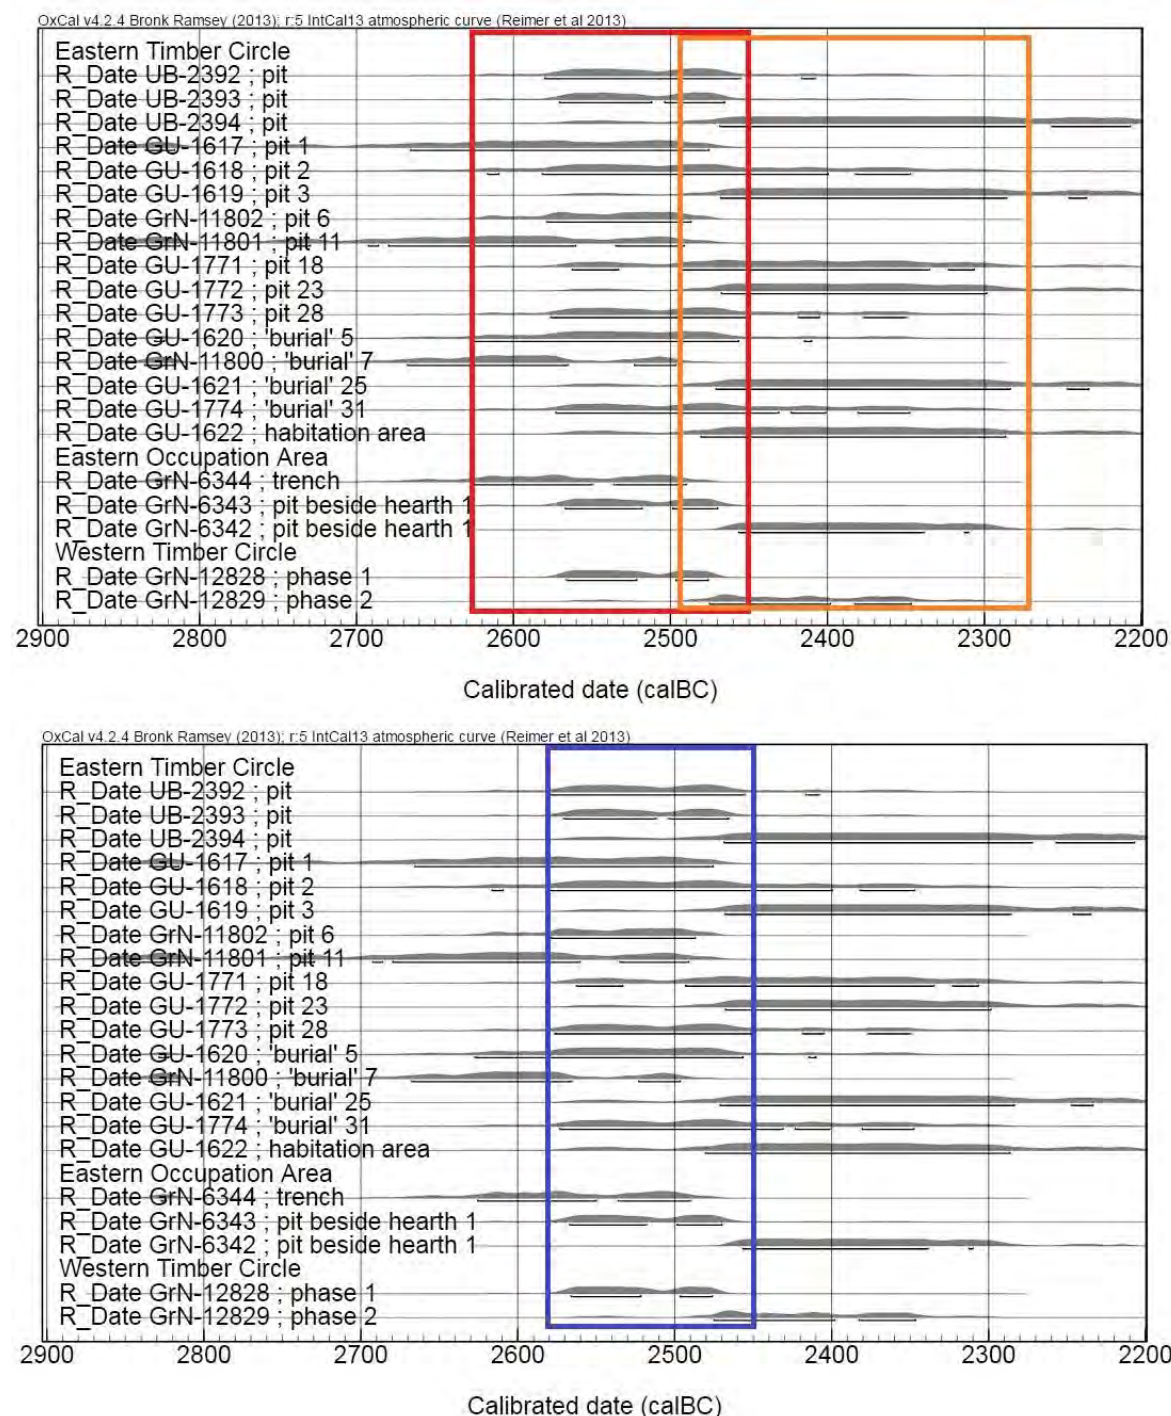 OxCal v4.2.4 Bronk Ramsey (2013); r:5 IntCal13 atmospheric curve (Reimer et al 2013)
Eastern Timber Circle
R_Date UB-2392 ; pit
R_Date UB-2393 ; pit
R_Date UB-2394 ; pit
R_Date GU-1617 ; pit 1
R_Date GU-1618 ; pit 2
R_Date GU-1619 ; pit 3
R_Date GrN-11802 ; pit 6
R_Date GrN-11801 ; pit 11
R_Date GU-1771 ; pit 18
R_Date GU-1772 ; pit 23
R_Date GU-1773 ; pit 28
R_Date GU-1620 ; 'burial' 5
R_Date GrN-11800 ; 'burial' 7
R_Date GU-1621 ; 'burial' 25
R_Date GU-1774 ; 'burial' 31
R_Date GU-1622 ; habitation area
Eastern Occupation Area
R_Date GrN-6344 ; trench
R_Date GrN-6343 ; pit beside hearth 1
R_Date GrN-6342 ; pit beside hearth 1
Western Timber Circle
R_Date GrN-12828 ; phase 1
R_Date GrN-12829 ; phase 2
2900 2800 2700 2600 2500 2400 2300 2200
Calibrated date (calBC)
OxCal v4.2.4 Bronk Ramsey (2013); r:5 IntCal13 atmospheric curve (Reimer et al 2013)
Eastern Timber Circle
R_Date UB-2392 ; pit
R_Date UB-2393 ; pit
R_Date UB-2394 ; pit
R_Date GU-1617 ; pit 1
R_Date GU-1618 ; pit 2
R_Date GU-1619 ; pit 3
R_Date GrN-11802 ; pit 6
R_Date GrN-11801 ; pit 11
R_Date GU-1771 ; pit 18
R_Date GU-1772 ; pit 23
R_Date GU-1773 ; pit 28
R_Date GU-1620 ; 'burial' 5
R_Date GrN-11800 ; 'burial' 7
R_Date GU-1621 ; 'burial' 25
R_Date GU-1774 ; 'burial' 31
R_Date GU-1622 ; habitation area
Eastern Occupation Area
R_Date GrN-6344 ; trench
R_Date GrN-6343 ; pit beside hearth 1
R_Date GrN-6342 ; pit beside hearth 1
Western Timber Circle
R_Date GrN-12828 ; phase 1
R_Date GrN-12829 ; phase 2
2900 2800 2700 2600 2500 2400 2300 2200
Calibrated date (calBC)